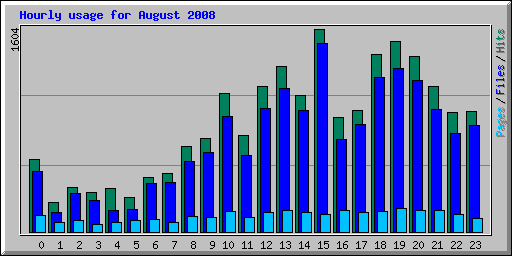 Hourly usage for August 2008
1604
Pages/Files/Hits
0 1 2 3 4 5 6 7 8 9 10 11 12 13 14 15 16 17 18 19 20 21 22 23